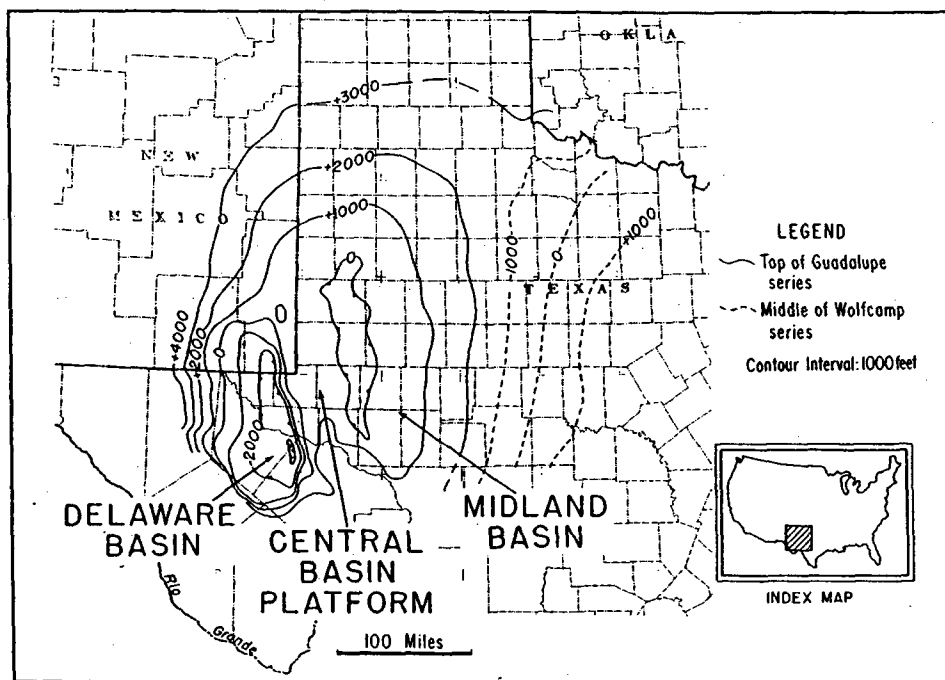 OKLA
+3000
NEW
MEXICO
+2000
+1000
-1000
0
+1000
0
TEXAS
0
+4000
+2000
0
-2000
LEGEND
Top of Guadalupe
series
Middle of Wolfcamp
series
Contour Interval: 1000 feet
DELAWARE
BASIN
CENTRAL
BASIN
PLATFORM
MIDLAND
BASIN
Rio
Grande
100 Miles
INDEX MAP